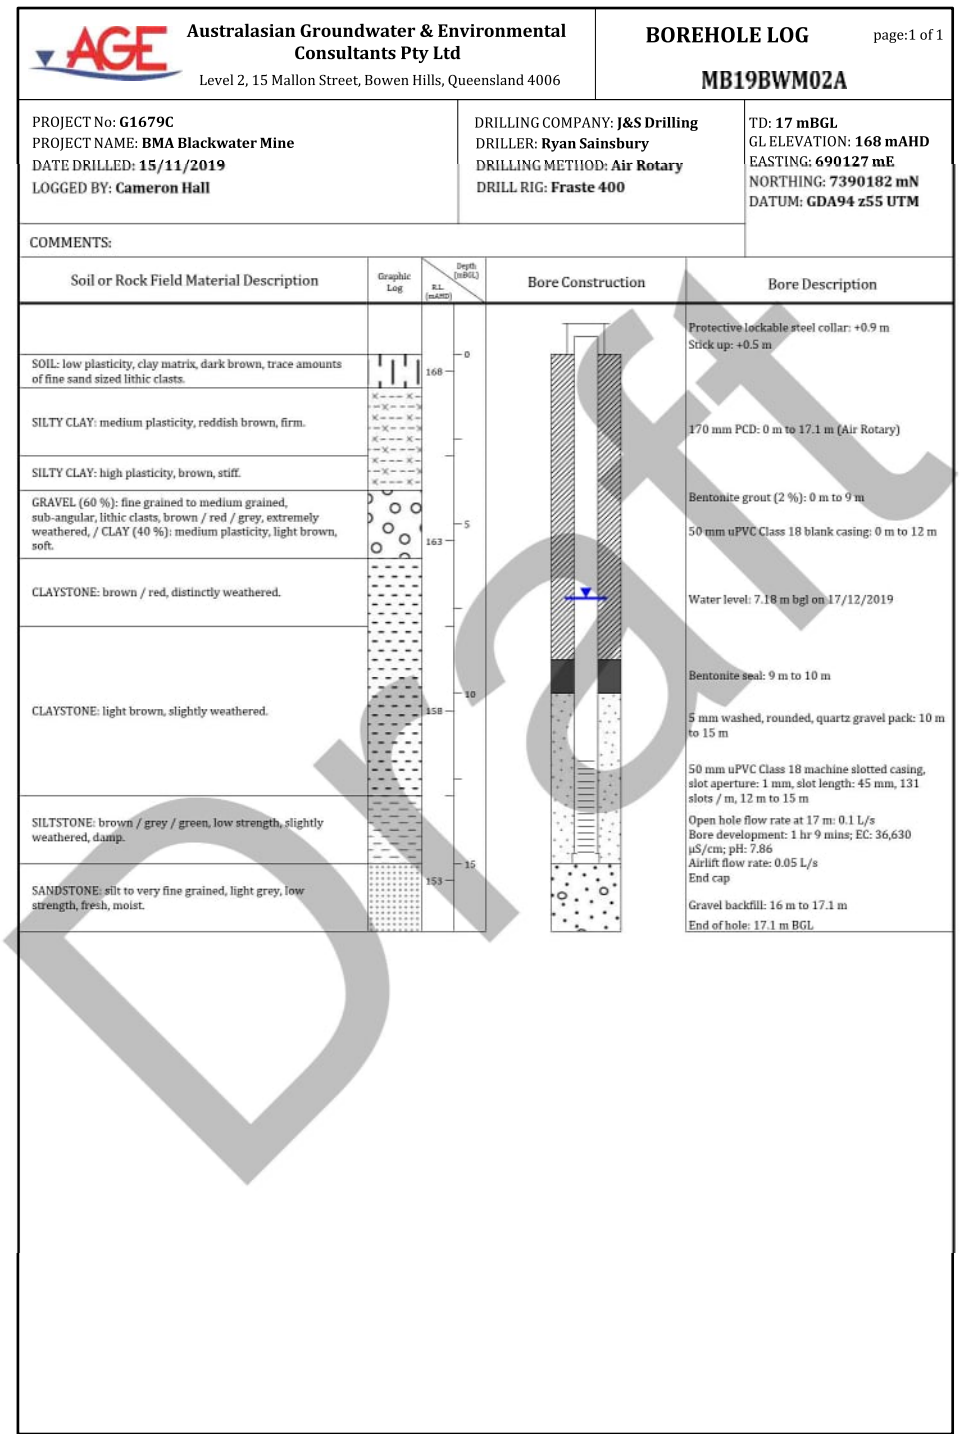 AGE
Australasian Groundwater & Environmental
Consultants Pty Ltd
Level 2, 15 Mallon Street, Bowen Hills, Queensland 4006
BOREHOLE LOG
page:1 of 1
MB19BWM02A
PROJECT No: G1679C
PROJECT NAME: BMA Blackwater Mine
DATE DRILLED: 15/11/2019
LOGGED BY: Cameron Hall
DRILLING COMPANY: J&S Drilling
DRILLER: Ryan Sainsbury
DRILLING METHOD: Air Rotary
DRILL RIG: Fraste 400
TD: 17 mBGL
GL ELEVATION: 168 mAHD
EASTING: 690127 mE
NORTHING: 7390182 mN
DATUM: GDA94 z55 UTM
COMMENTS:
Soil or Rock Field Material Description
Graphic
Log
Depth
(mBGL)
R.L.
(mAHD)
Bore Construction
Bore Description
SOIL: low plasticity, clay matrix, dark brown, trace amounts
of fine sand sized lithic clasts.
SILTY CLAY: medium plasticity, reddish brown, firm.
SILTY CLAY: high plasticity, brown, stiff.
GRAVEL (60 %): fine grained to medium grained,
sub-angular, lithic clasts, brown / red / grey, extremely
weathered, / CLAY (40 %): medium plasticity, light brown,
soft.
CLAYSTONE: brown / red, distinctly weathered.
CLAYSTONE: light brown, slightly weathered.
SILTSTONE: brown / grey / green, low strength, slightly
weathered, damp.
SANDSTONE: silt to very fine grained, light grey, low
strength, fresh, moist.
0
168
5
163
10
158
15
153
Protective lockable steel collar: +0.9 m
Stick up: +0.5 m
170 mm PCD: 0 m to 17.1 m (Air Rotary)
Bentonite grout (2 %): 0 m to 9 m
50 mm uPVC Class 18 blank casing: 0 m to 12 m
Water level: 7.18 m bgl on 17/12/2019
Bentonite seal: 9 m to 10 m
5 mm washed, rounded, quartz gravel pack: 10 m
to 15 m
50 mm uPVC Class 18 machine slotted casing,
slot aperture: 1 mm, slot length: 45 mm, 131
slots / m, 12 m to 15 m
Open hole flow rate at 17 m: 0.1 L/s
Bore development: 1 hr 9 mins; EC: 36,630
µS/cm; pH: 7.86
Airlift flow rate: 0.05 L/s
End cap
Gravel backfill: 16 m to 17.1 m
End of hole: 17.1 m BGL
Draft